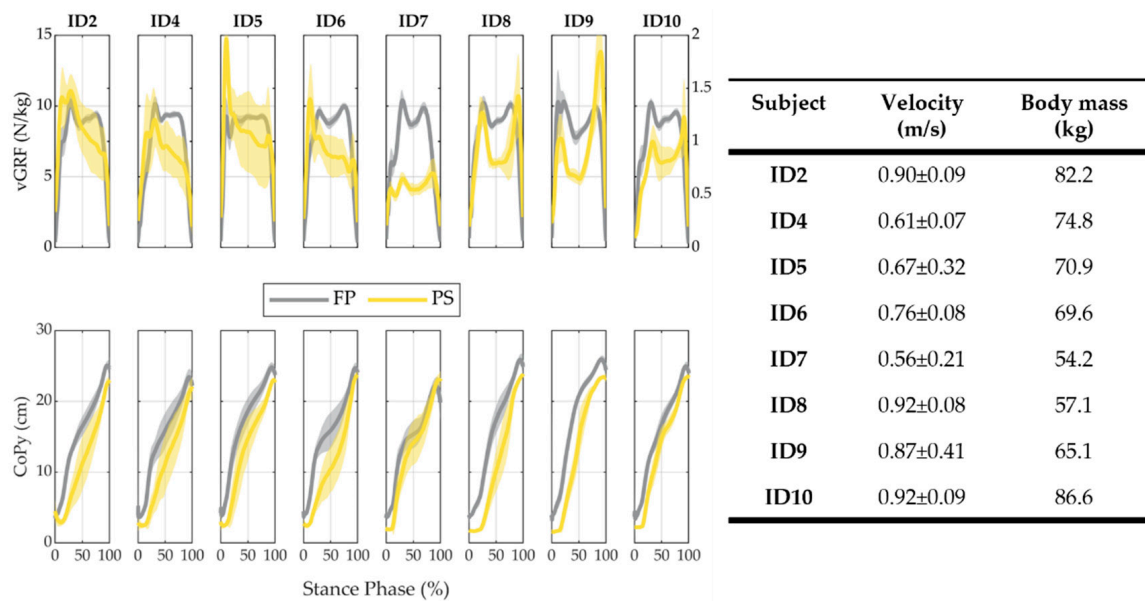 ID2 ID4 ID5 ID6 ID7 ID8 ID9 ID10
vGRF (N/kg)
15
10
5
0
2
1.5
1
0.5
0
FP PS
CoPy (cm)
30
20
10
0
0 50 100 0 50 100 0 50 100 0 50 100 0 50 100 0 50 100 0 50 100 0 50 100
Stance Phase (%)
Subject Velocity (m/s) Body mass (kg)
ID2 0.90±0.09 82.2
ID4 0.61±0.07 74.8
ID5 0.67±0.32 70.9
ID6 0.76±0.08 69.6
ID7 0.56±0.21 54.2
ID8 0.92±0.08 57.1
ID9 0.87±0.41 65.1
ID10 0.92±0.09 86.6